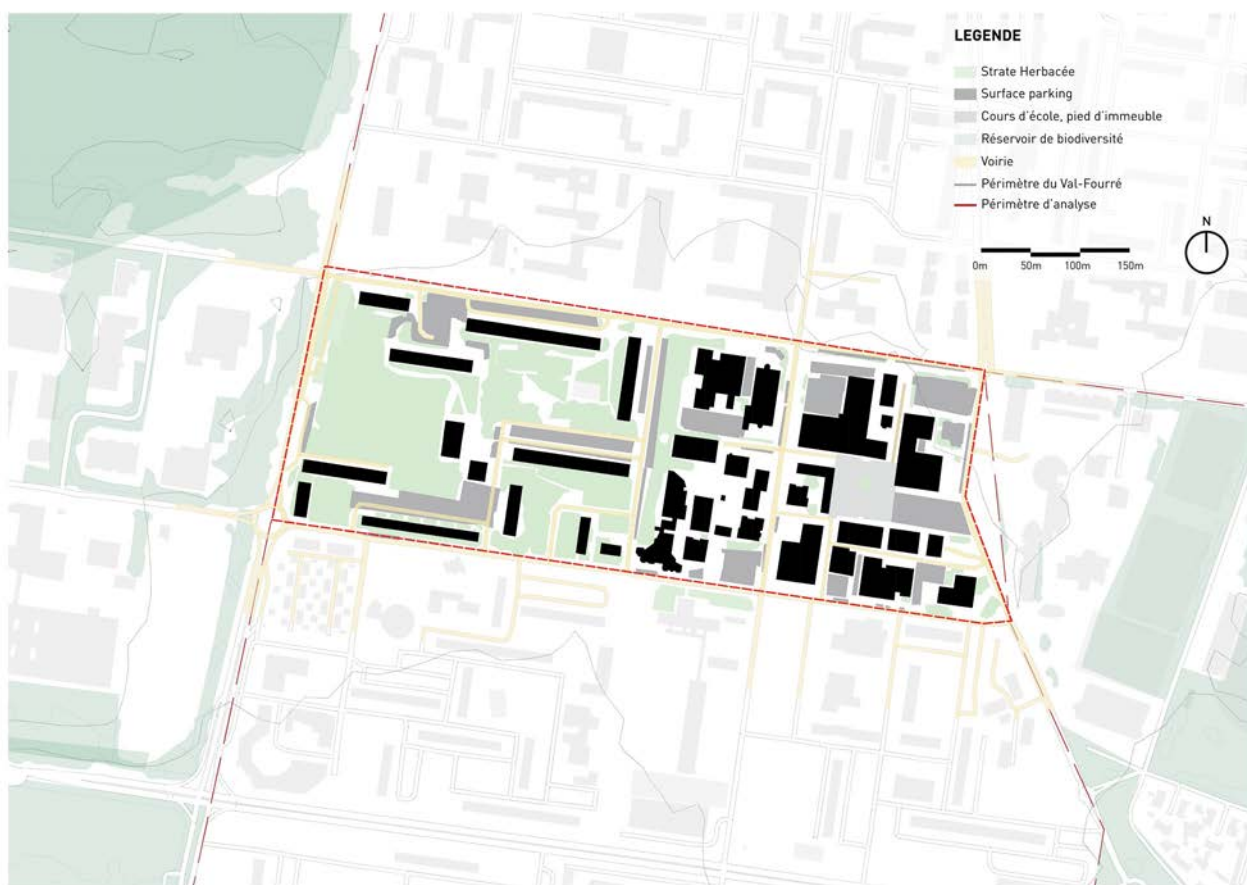 LEGENDE
Strate Herbacée
Surface parking
Cours d'école, pied d'immeuble
Réservoir de biodiversité
Voirie
Périmètre du Val-Fourré
Périmètre d'analyse
N
0m 50m 100m 150m